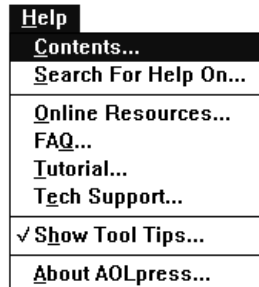 Help
Contents...
Search For Help On...
Online Resources...
FAQ...
Tutorial...
Tech Support...
√ Show Tool Tips...
About AOLpress...